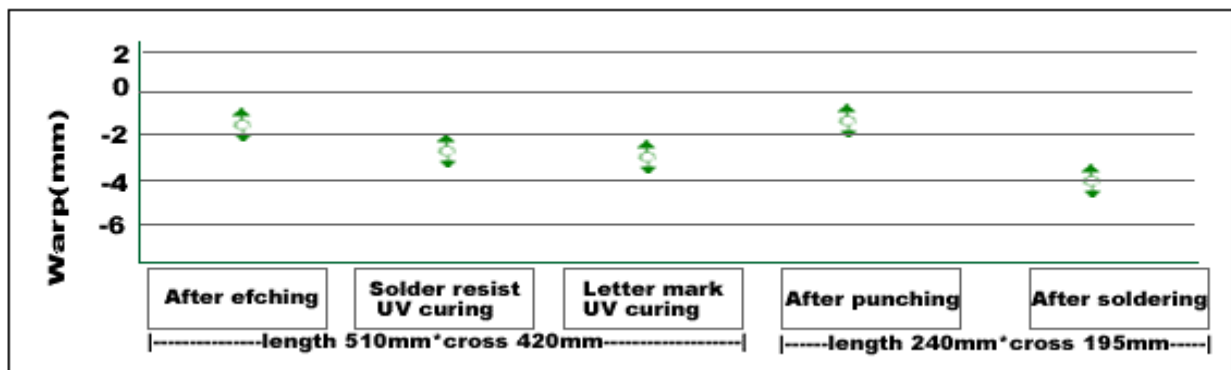 Warp(mm)
2
0
-2
-4
-6
After efching
Solder resist
UV curing
Letter mark
UV curing
After punching
After soldering
|---------------length 510mm*cross 420mm-------------------|
|------length 240mm*cross 195mm-----|